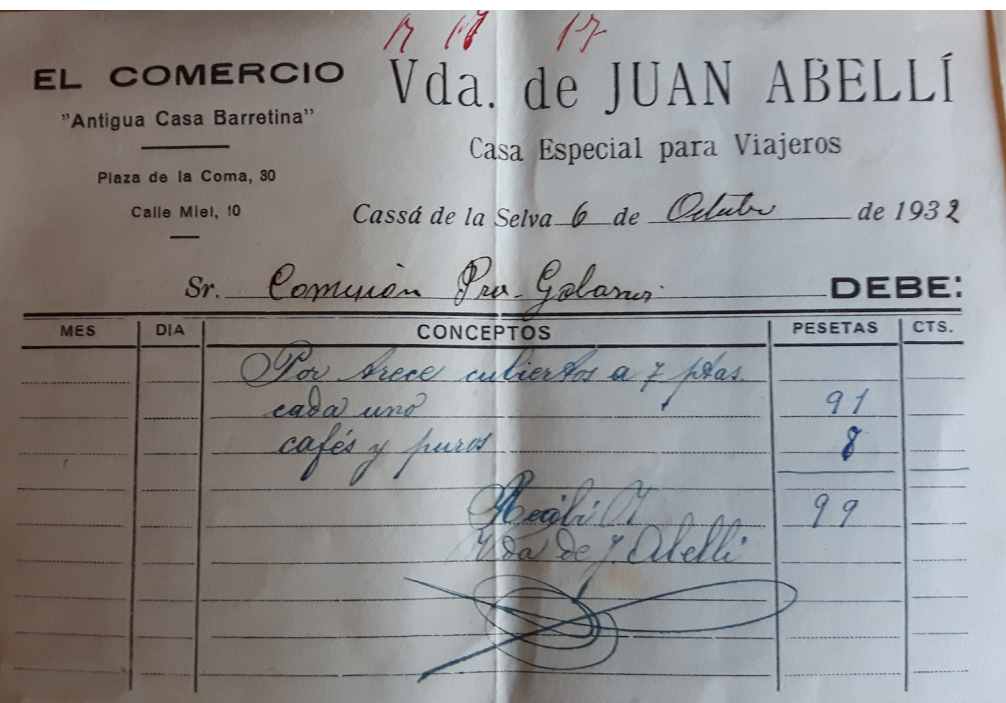 17
EL COMERCIO
"Antigua Casa Barretina"
Plaza de la Coma, 30
Calle Miel, 10
Vda. de JUAN ABELLÍ
Casa Especial para Viajeros
Cassá de la Selva 6 de Octubre de 1932
Sr. Comisión Pro- DEBE:
MES DIA CONCEPTOS PESETAS CTS.
Por trece cubiertos a 7 ptas.
cada uno 91
cafés y puros 8
Recibí 99
Vda de J. Abelli